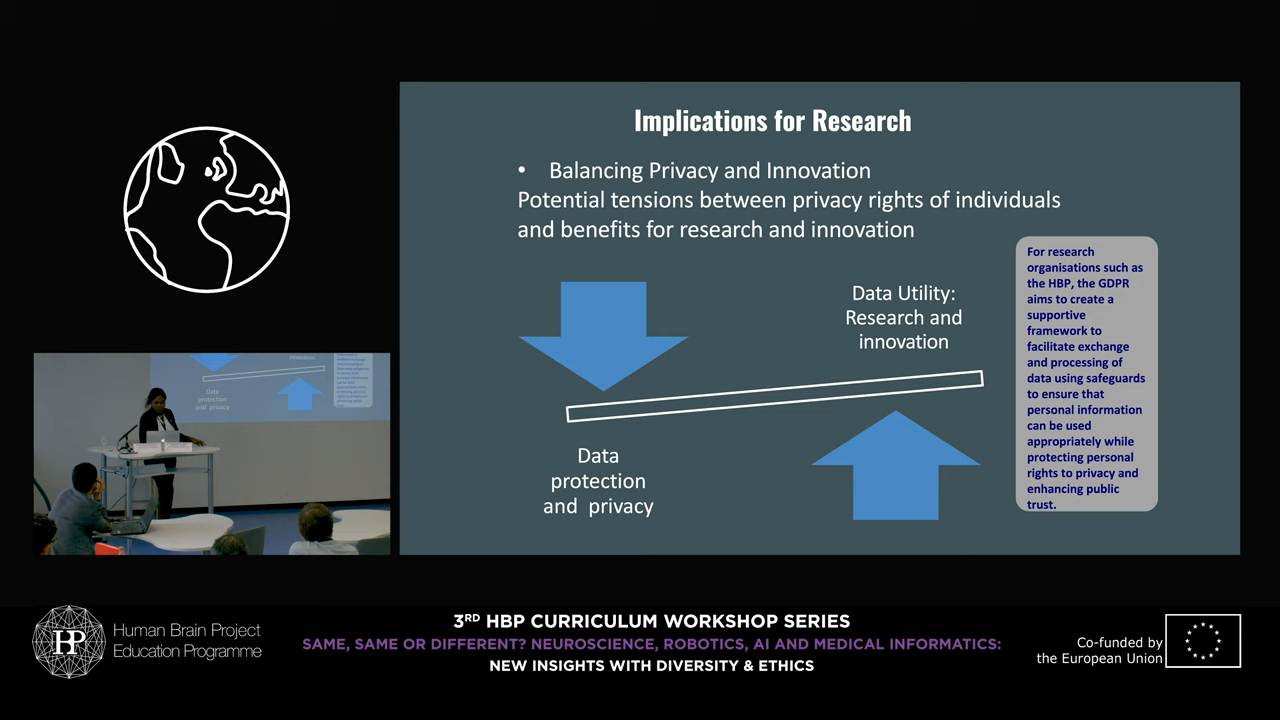 Implications for Research
• Balancing Privacy and Innovation
Potential tensions between privacy rights of individuals
and benefits for research and innovation
Data Utility:
Research and
innovation
Data
protection
and privacy
For research
organisations such as
the HBP, the GDPR
aims to create a
supportive
framework to
facilitate exchange
and processing of
data using safeguards
to ensure that
personal information
can be used
appropriately while
protecting personal
rights to privacy and
enhancing public
trust.
Data
protection
and privacy
HBP
Human Brain Project
Education Programme
3RD HBP CURRICULUM WORKSHOP SERIES
SAME, SAME OR DIFFERENT? NEUROSCIENCE, ROBOTICS, AI AND MEDICAL INFORMATICS:
NEW INSIGHTS WITH DIVERSITY & ETHICS
Co-funded by
the European Union